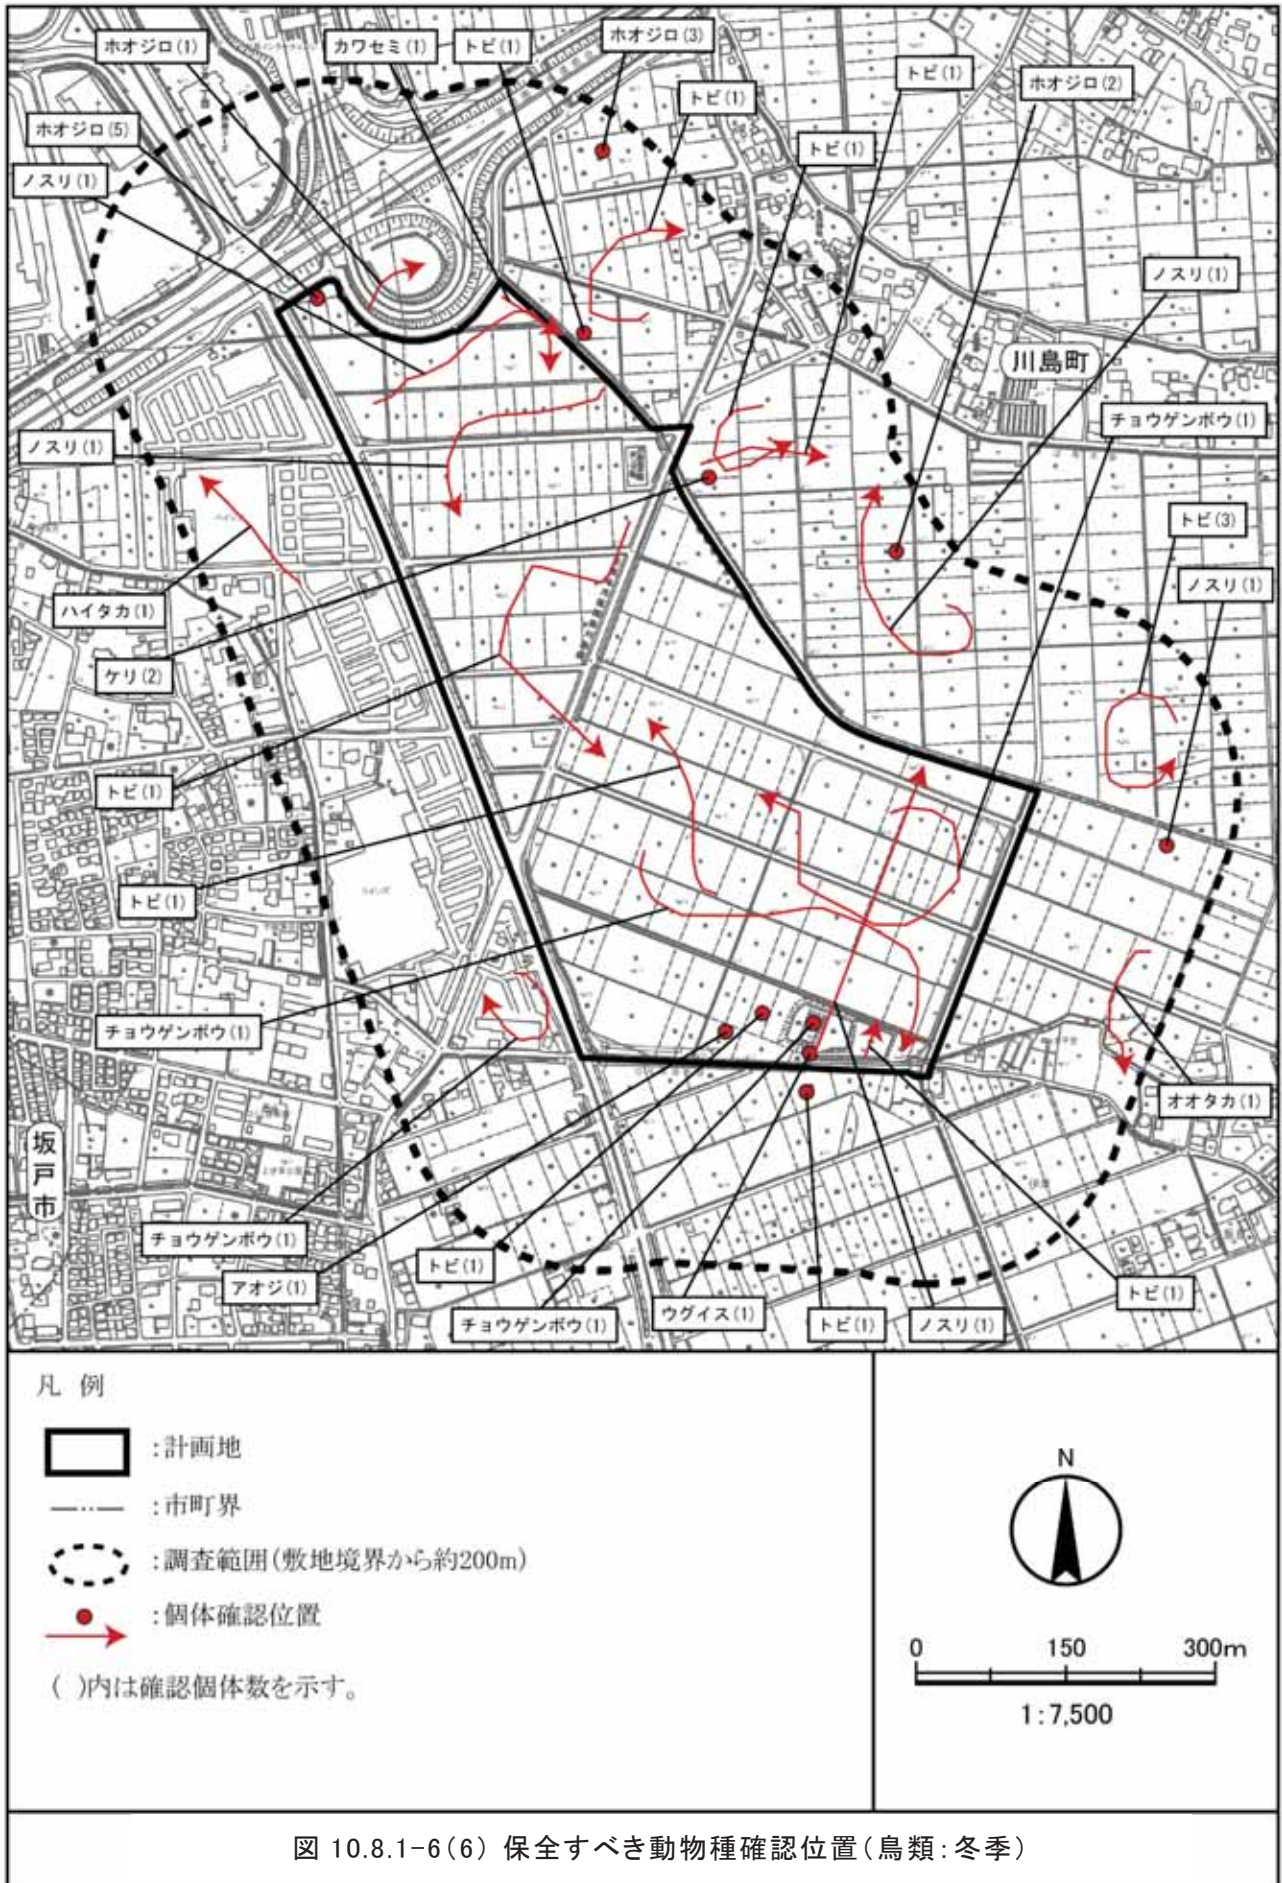 ホオジロ(1)
カワセミ(1)
トビ(1)
ホオジロ(3)
トビ(1)
トビ(1)
ホオジロ(2)
ホオジロ(5)
トビ(1)
ノスリ(1)
ノスリ(1)
川島町
チョウゲンボウ(1)
ノスリ(1)
トビ(3)
ノスリ(1)
ハイタカ(1)
ケリ(2)
トビ(1)
トビ(1)
チョウゲンボウ(1)
オオタカ(1)
坂戸市
チョウゲンボウ(1)
トビ(1)
アオジ(1)
チョウゲンボウ(1)
ウグイス(1)
トビ(1)
ノスリ(1)
トビ(1)
凡 例
:計画地
:市町界
:調査範囲(敷地境界から約200m)
:個体確認位置
( )内は確認個体数を示す。
N
0 150 300m
1:7,500
図 10.8.1-6(6) 保全すべき動物種確認位置(鳥類:冬季)